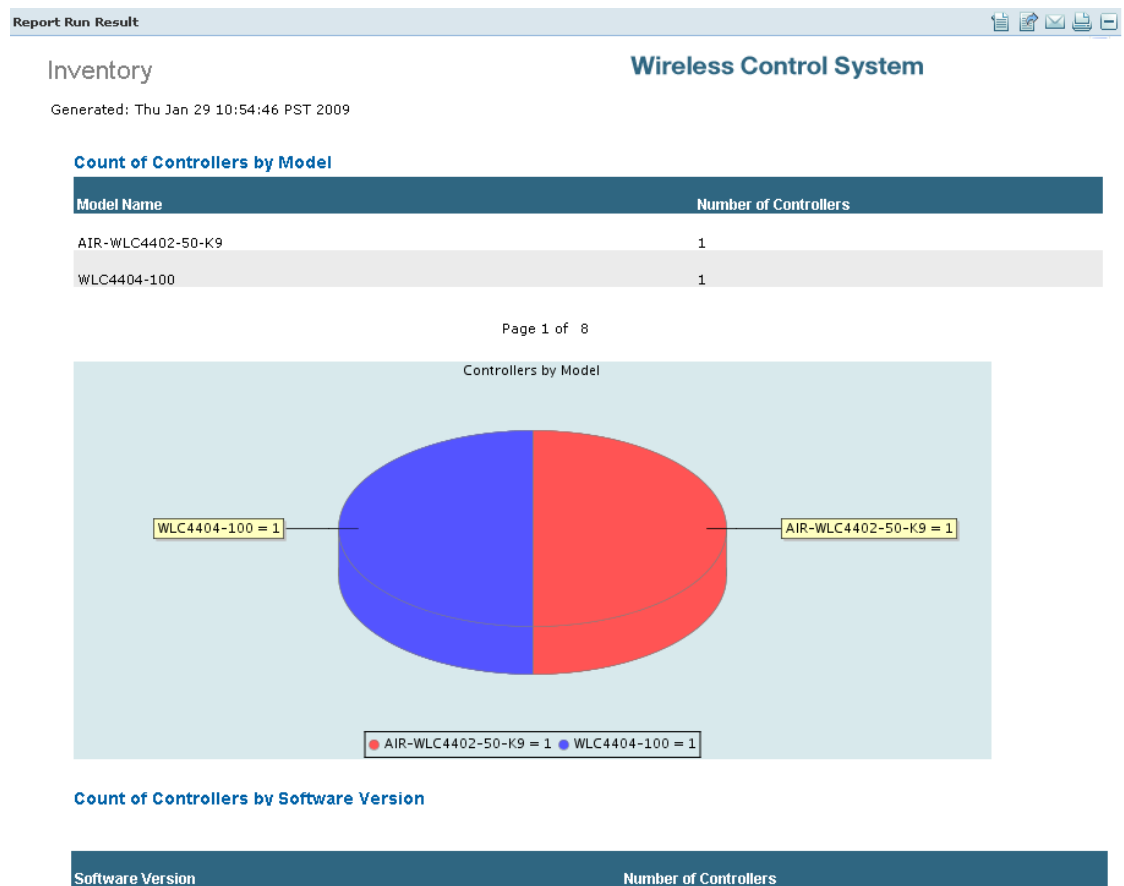 Report Run Result
Inventory
Wireless Control System
Generated: Thu Jan 29 10:54:46 PST 2009
Count of Controllers by Model
Model Name Number of Controllers
AIR-WLC4402-50-K9 1
WLC4404-100 1
Page 1 of 8
Controllers by Model
WLC4404-100 = 1
AIR-WLC4402-50-K9 = 1
AIR-WLC4402-50-K9 = 1 WLC4404-100 = 1
Count of Controllers by Software Version
Software Version Number of Controllers